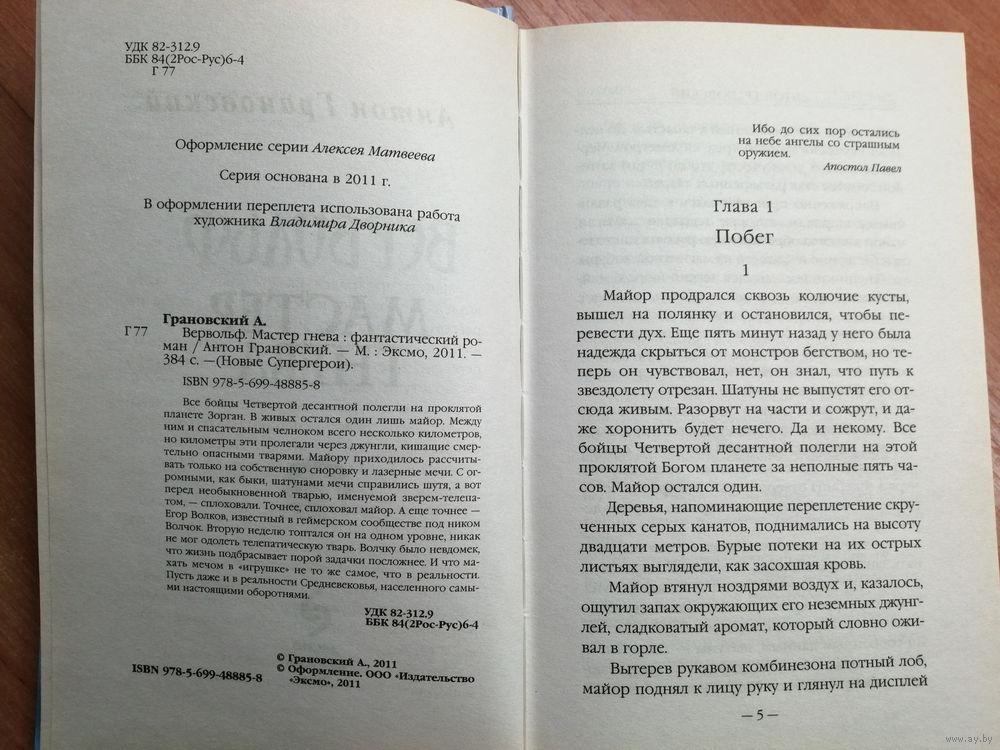 УДК 82-312.9
ББК 84(2Рос-Рус)6-4
Г 77
Оформление серии Алексея Матвеева
Серия основана в 2011 г.
В оформлении переплета использована работа
художника Владимира Дворника
Грановский А.
Г 77
Вервольф. Мастер гнева : фантастический ро-
ман / Антон Грановский. — М. : Эксмо, 2011. —
384 с. —(Новые Супергерои).
ISBN 978-5-699-48885-8
Все бойцы Четвертой десантной полегли на проклятой
планете Зорган. В живых остался один лишь майор. Между
ним и спасательным челноком всего несколько километров,
но километры эти пролегали через джунгли, кишащие смер-
тельно опасными тварями. Майору приходилось рассчиты-
вать только на собственную сноровку и лазерные мечи. С ог-
ромными, как быки, шатунами мечи справились шутя, а вот
перед необыкновенной тварью, именуемой зверем-телепа-
том, — сплоховали. Точнее, сплоховал майор. А еще точнее —
Егор Волков, известный в геймерском сообществе под ником
Волчок. Вторую неделю топтался он на одном уровне, никак
не мог одолеть телепатическую тварь. Волчку было невдомек,
что жизнь подбрасывает порой задачки посложнее. И что ма-
хать мечом в «игрушке» не то же самое, что в реальности.
Пусть даже и в реальности Средневековья, населенного самы-
ми настоящими оборотнями.
УДК 82-312.9
ББК 84(2Рос-Рус)6-4
© Грановский А., 2011
© Оформление. ООО «Издательство
«Эксмо», 2011
ISBN 978-5-699-48885-8
Ибо до сих пор остались
на небе ангелы со страшным
оружием.
Апостол Павел
Глава 1
Побег
1
Майор продрался сквозь колючие кусты,
вышел на полянку и остановился, чтобы пе-
ревести дух. Еще пять минут назад у него была
надежда скрыться от монстров бегством, но те-
перь он чувствовал, нет, он знал, что путь к
звездолету отрезан. Шатуны не выпустят его от-
сюда живым. Разорвут на части и сожрут, и да-
же хоронить будет нечего. Да и некому. Все
бойцы Четвертой десантной полегли на этой
проклятой Богом планете за неполные пять ча-
сов. Майор остался один.
Деревья, напоминающие переплетение скру-
ченных серых канатов, поднимались на высоту
двадцати метров. Бурые потеки на их острых
листьях выглядели, как засохшая кровь.
Майор втянул ноздрями воздух и, казалось,
ощутил запах окружающих его неземных джунг-
лей, сладковатый аромат, который словно ожи-
вал в горле.
Вытерев рукавом комбинезона потный лоб,
майор поднял к лицу руку и глянул на дисплей
— 5 —
www.ay.by